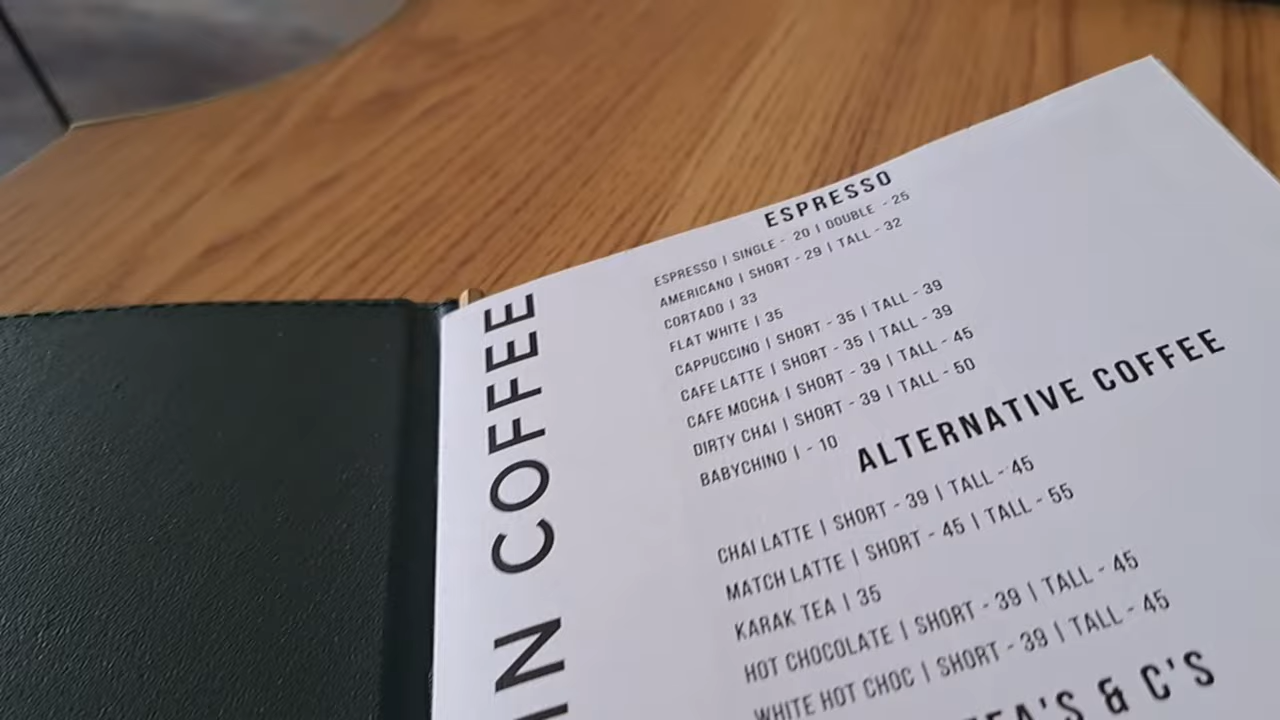 IN COFFEE
ESPRESSO
ESPRESSO | SINGLE - 20 | DOUBLE - 25
AMERICANO | SHORT - 29 | TALL - 32
CORTADO | 33
FLAT WHITE | 35
CAPPUCCINO | SHORT - 35 | TALL - 39
CAFE LATTE | SHORT - 35 | TALL - 39
CAFE MOCHA | SHORT - 39 | TALL - 45
DIRTY CHAI | SHORT - 39 | TALL - 50
BABYCHINO | - 10
ALTERNATIVE COFFEE
CHAI LATTE | SHORT - 39 | TALL - 45
MATCH LATTE | SHORT - 45 | TALL - 55
KARAK TEA | 35
HOT CHOCOLATE | SHORT - 39 | TALL - 45
WHITE HOT CHOC | SHORT - 39 | TALL - 45
& C'S